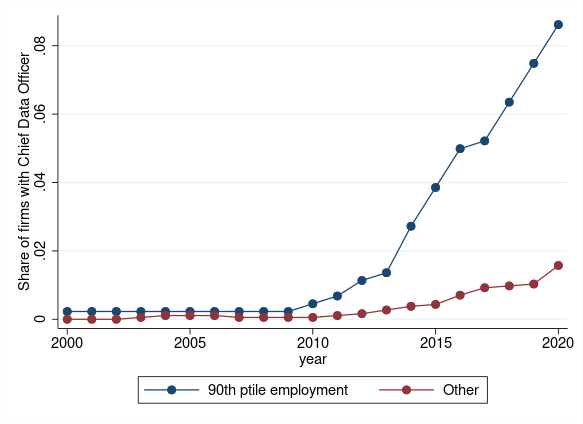 Share of firms with Chief Data Officer
.08
.06
.04
.02
0
2000 2005 2010 2015 2020
year
90th ptile employment Other